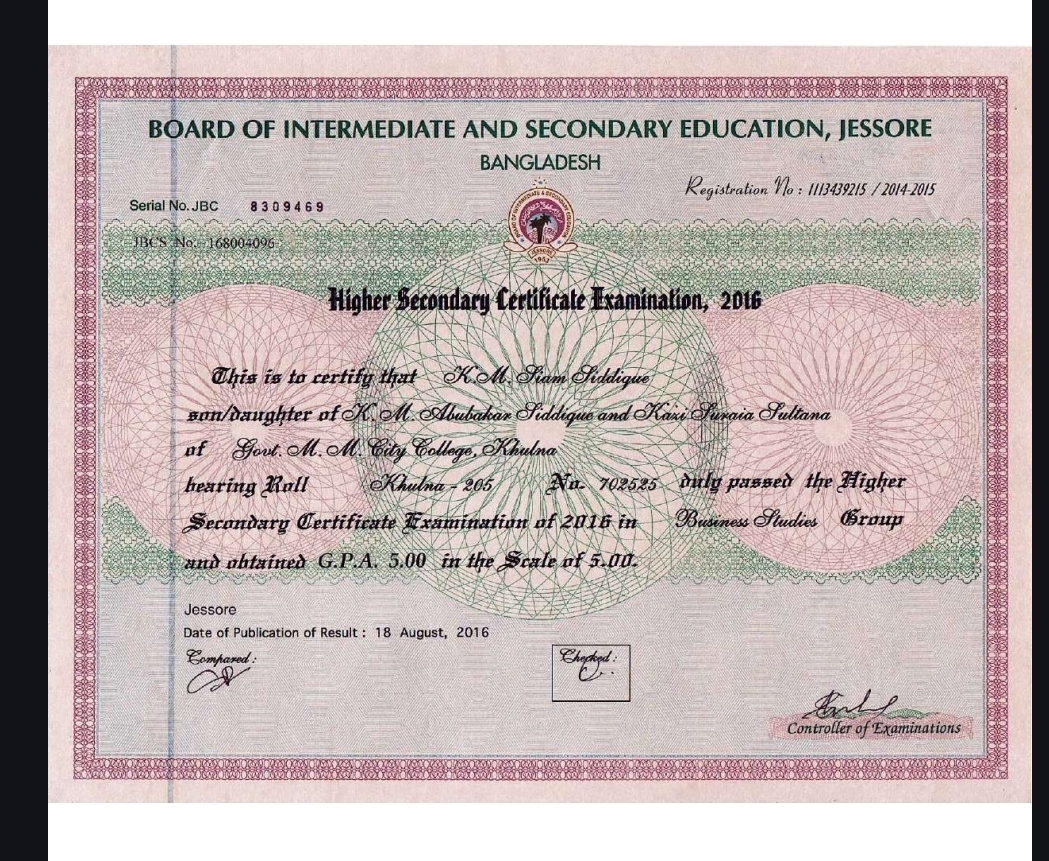 BOARD OF INTERMEDIATE AND SECONDARY EDUCATION, JESSORE
BANGLADESH
Registration No : 1113439215 / 2014-2015
Serial No. JBC 8309469
JBCS No. 168004096
Higher Secondary Certificate Examination, 2016
This is to certify that K.M. Siam Siddique
son/daughter of K. M. Abubakar Siddique and Kazi Suraia Sultana
of Govt. M. M. City College, Khulna
bearing Roll Khulna - 205 No. 702525 duly passed the Higher
Secondary Certificate Examination of 2016 in Business Studies Group
and obtained G.P.A. 5.00 in the Scale of 5.00.
Jessore
Date of Publication of Result : 18 August, 2016
Compared :
Checked :
Controller of Examinations